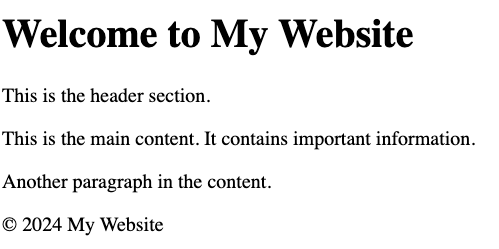 Welcome to My Website
This is the header section.
This is the main content. It contains important information.
Another paragraph in the content.
© 2024 My Website